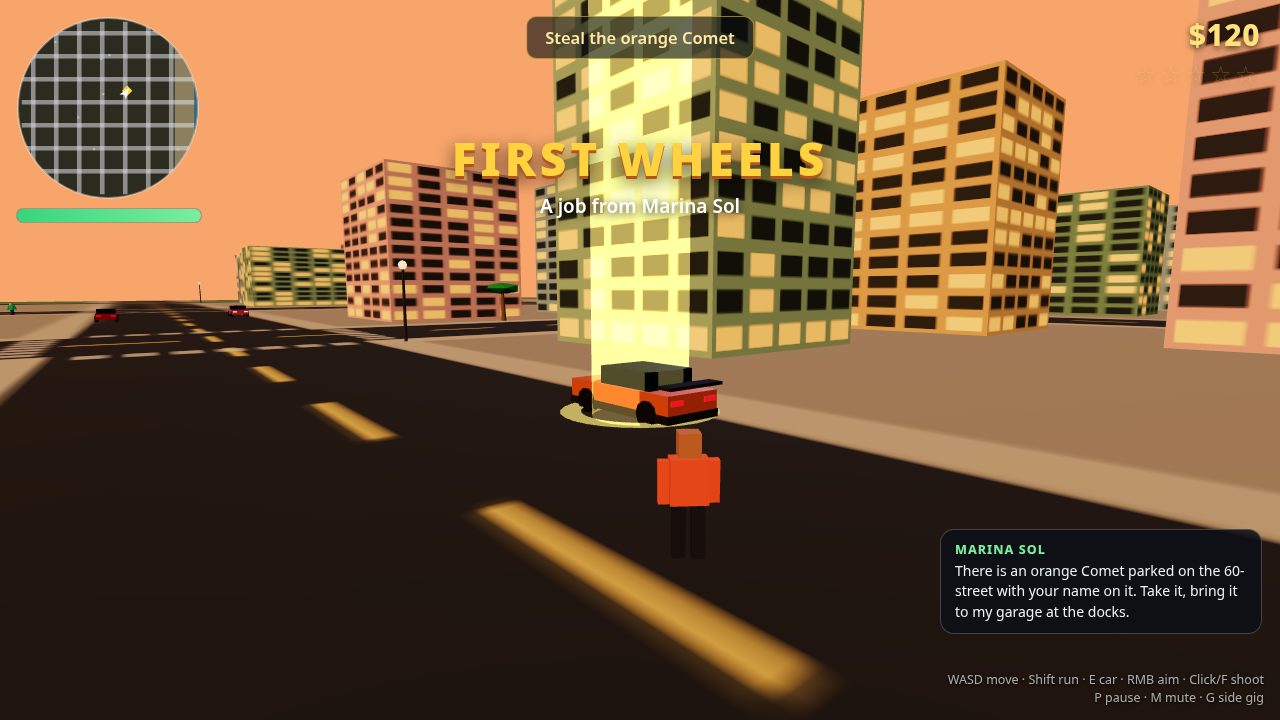 Steal the orange Comet
$120
FIRST WHEELS
A job from Marina Sol
MARINA SOL
There is an orange Comet parked on the 60-
street with your name on it. Take it, bring it
to my garage at the docks.
WASD move · Shift run · E car · RMB aim · Click/F shoot
P pause · M mute · G side gig